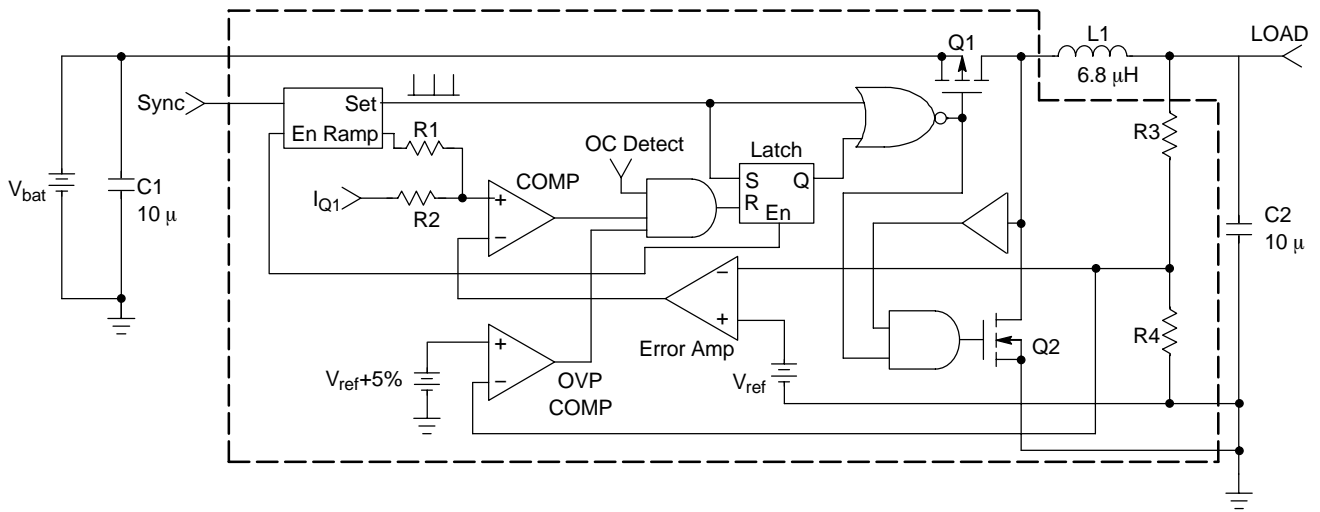 Q1
L1
6.8 μH
LOAD
Sync
Set
En Ramp
R1
OC Detect
Latch
S
Q
R
En
R3
V_bat
C1
10 μ
I_Q1
R2
COMP
+
−
C2
10 μ
−
+
Error Amp
V_ref
Q2
R4
V_ref+5%
+
−
OVP
COMP